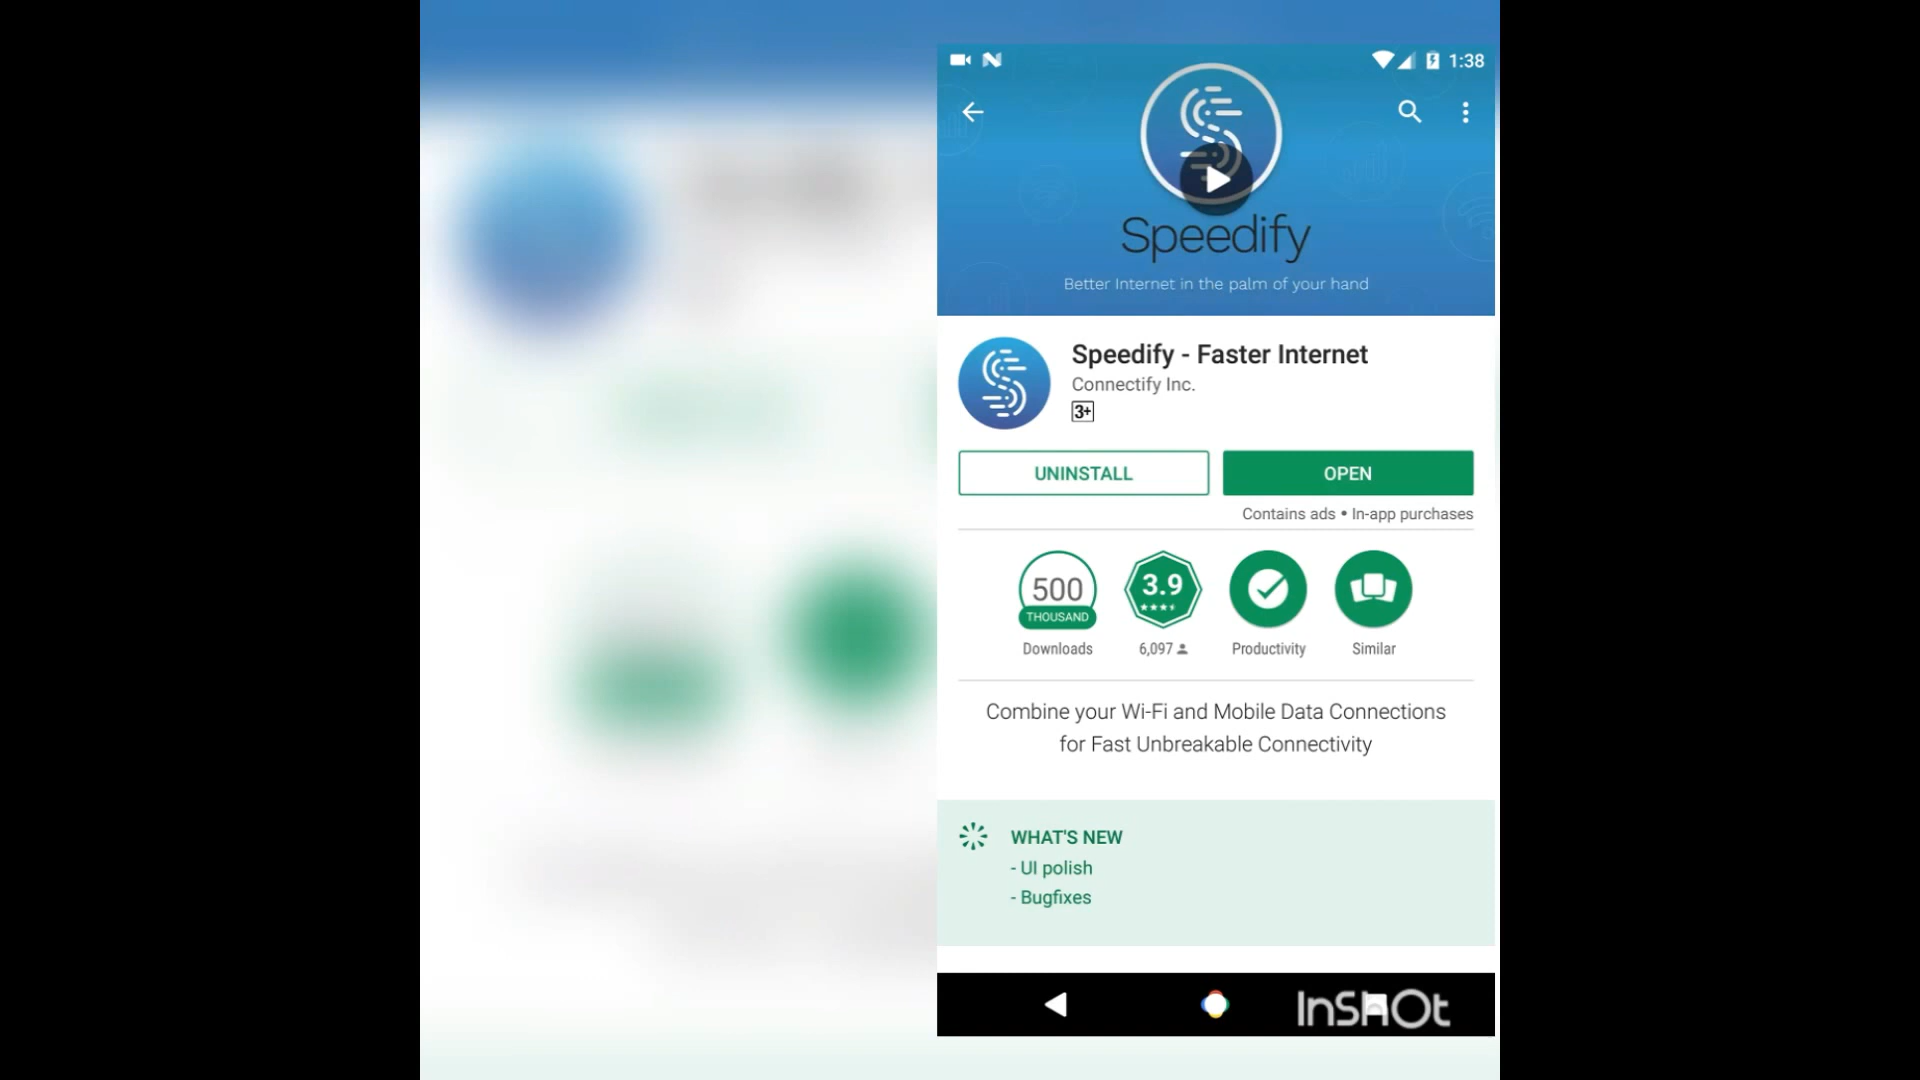 1:38
Speedify
Better Internet in the palm of your hand
Speedify - Faster Internet
Connectify Inc.
3+
UNINSTALL
OPEN
Contains ads • In-app purchases
500
THOUSAND
Downloads
3.9
6,097
Productivity
Similar
Combine your Wi-Fi and Mobile Data Connections
for Fast Unbreakable Connectivity
WHAT'S NEW
- UI polish
- Bugfixes
InShOt